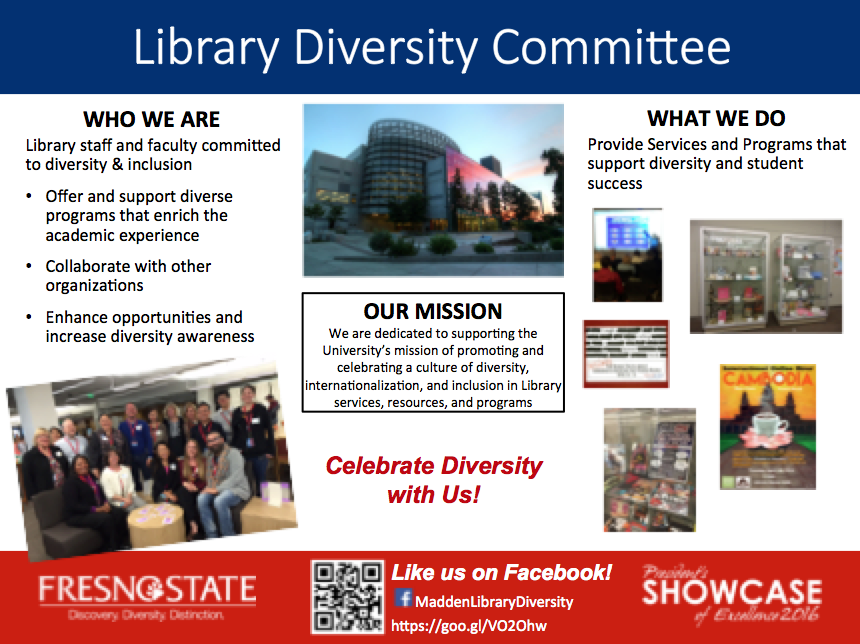 Library Diversity Committee
WHO WE ARE
Library staff and faculty committed
to diversity & inclusion
• Offer and support diverse
programs that enrich the
academic experience
• Collaborate with other
organizations
• Enhance opportunities and
increase diversity awareness
OUR MISSION
We are dedicated to supporting the
University's mission of promoting and
celebrating a culture of diversity,
internationalization, and inclusion in Library
services, resources, and programs
Celebrate Diversity
with Us!
WHAT WE DO
Provide Services and Programs that
support diversity and student
success
International Coffee Hour
CAMBODIA
FRESNO STATE
Discovery. Diversity. Distinction.
Like us on Facebook!
MaddenLibraryDiversity
https://goo.gl/VO2Ohw
President's
SHOWCASE
of Excellence 2016